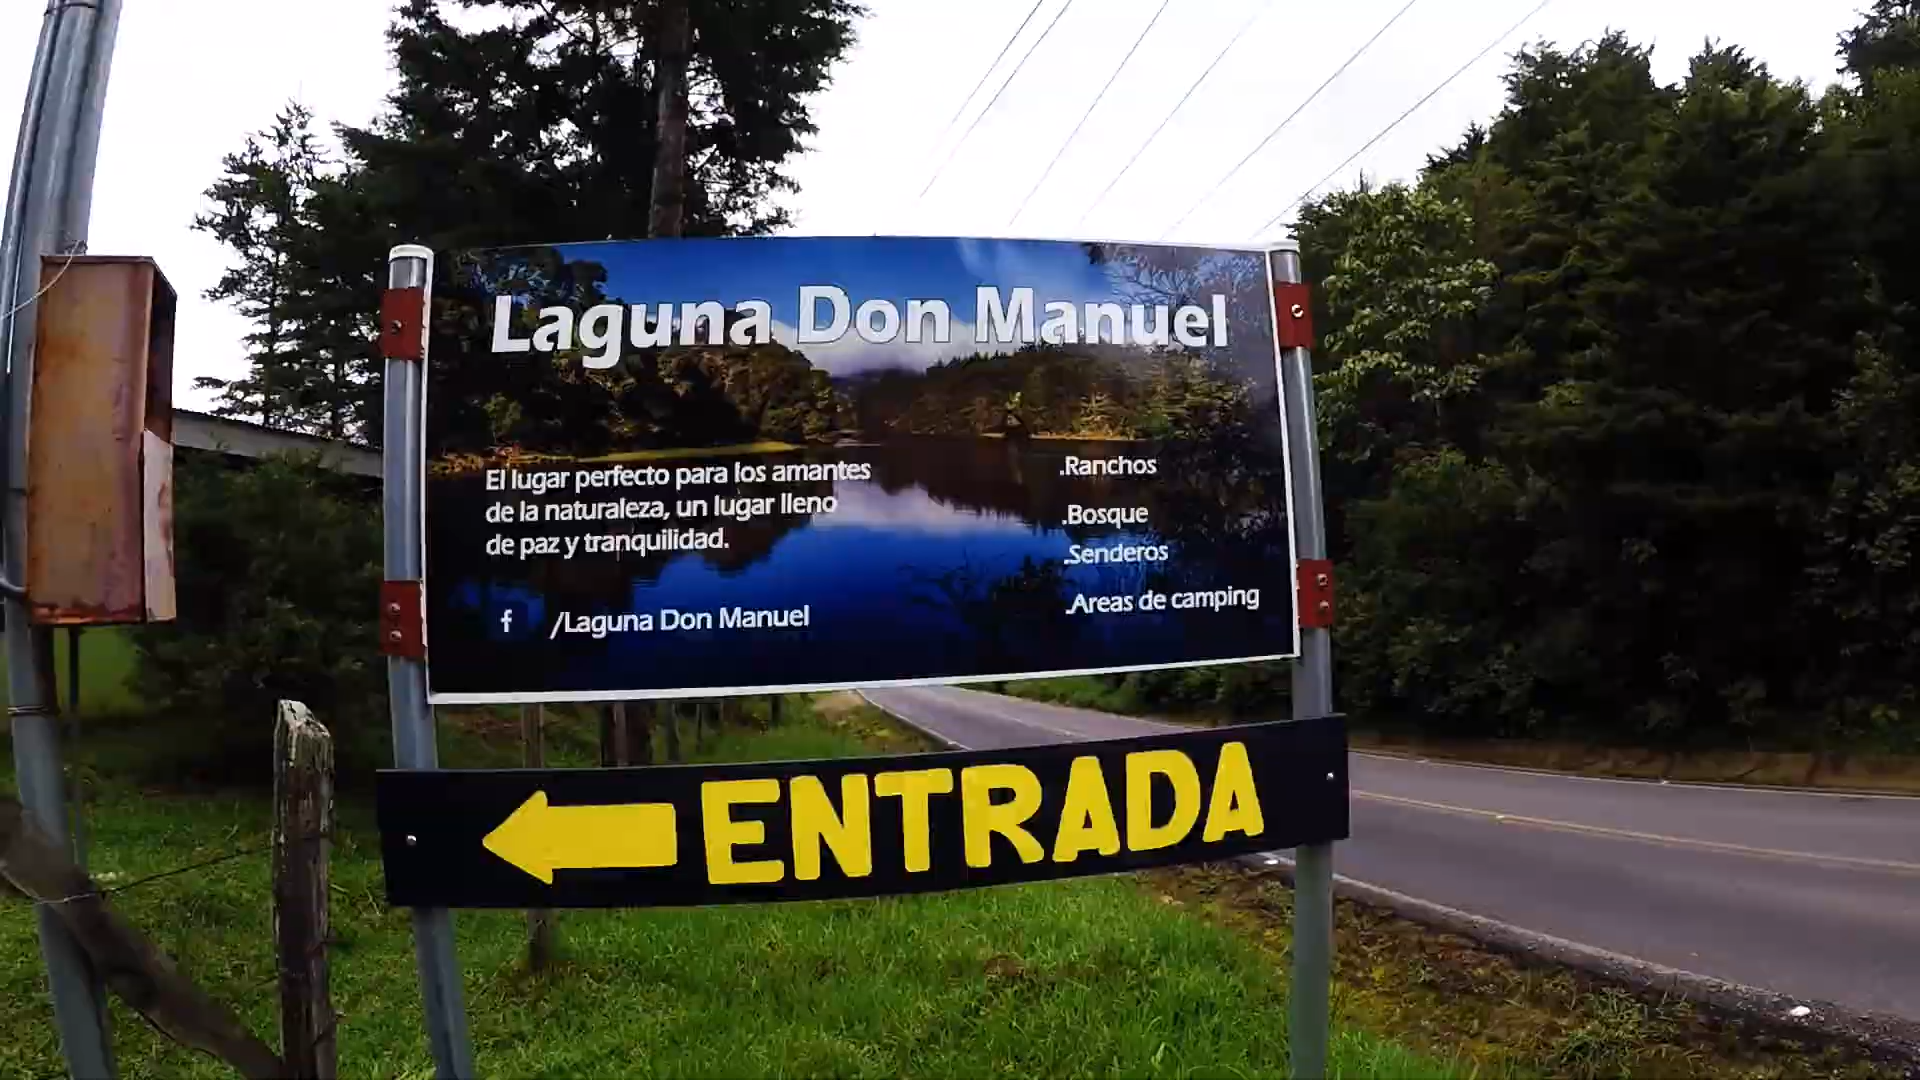 Laguna Don Manuel
El lugar perfecto para los amantes
de la naturaleza, un lugar lleno
de paz y tranquilidad.
f /Laguna Don Manuel
.Ranchos
.Bosque
.Senderos
.Areas de camping
ENTRADA